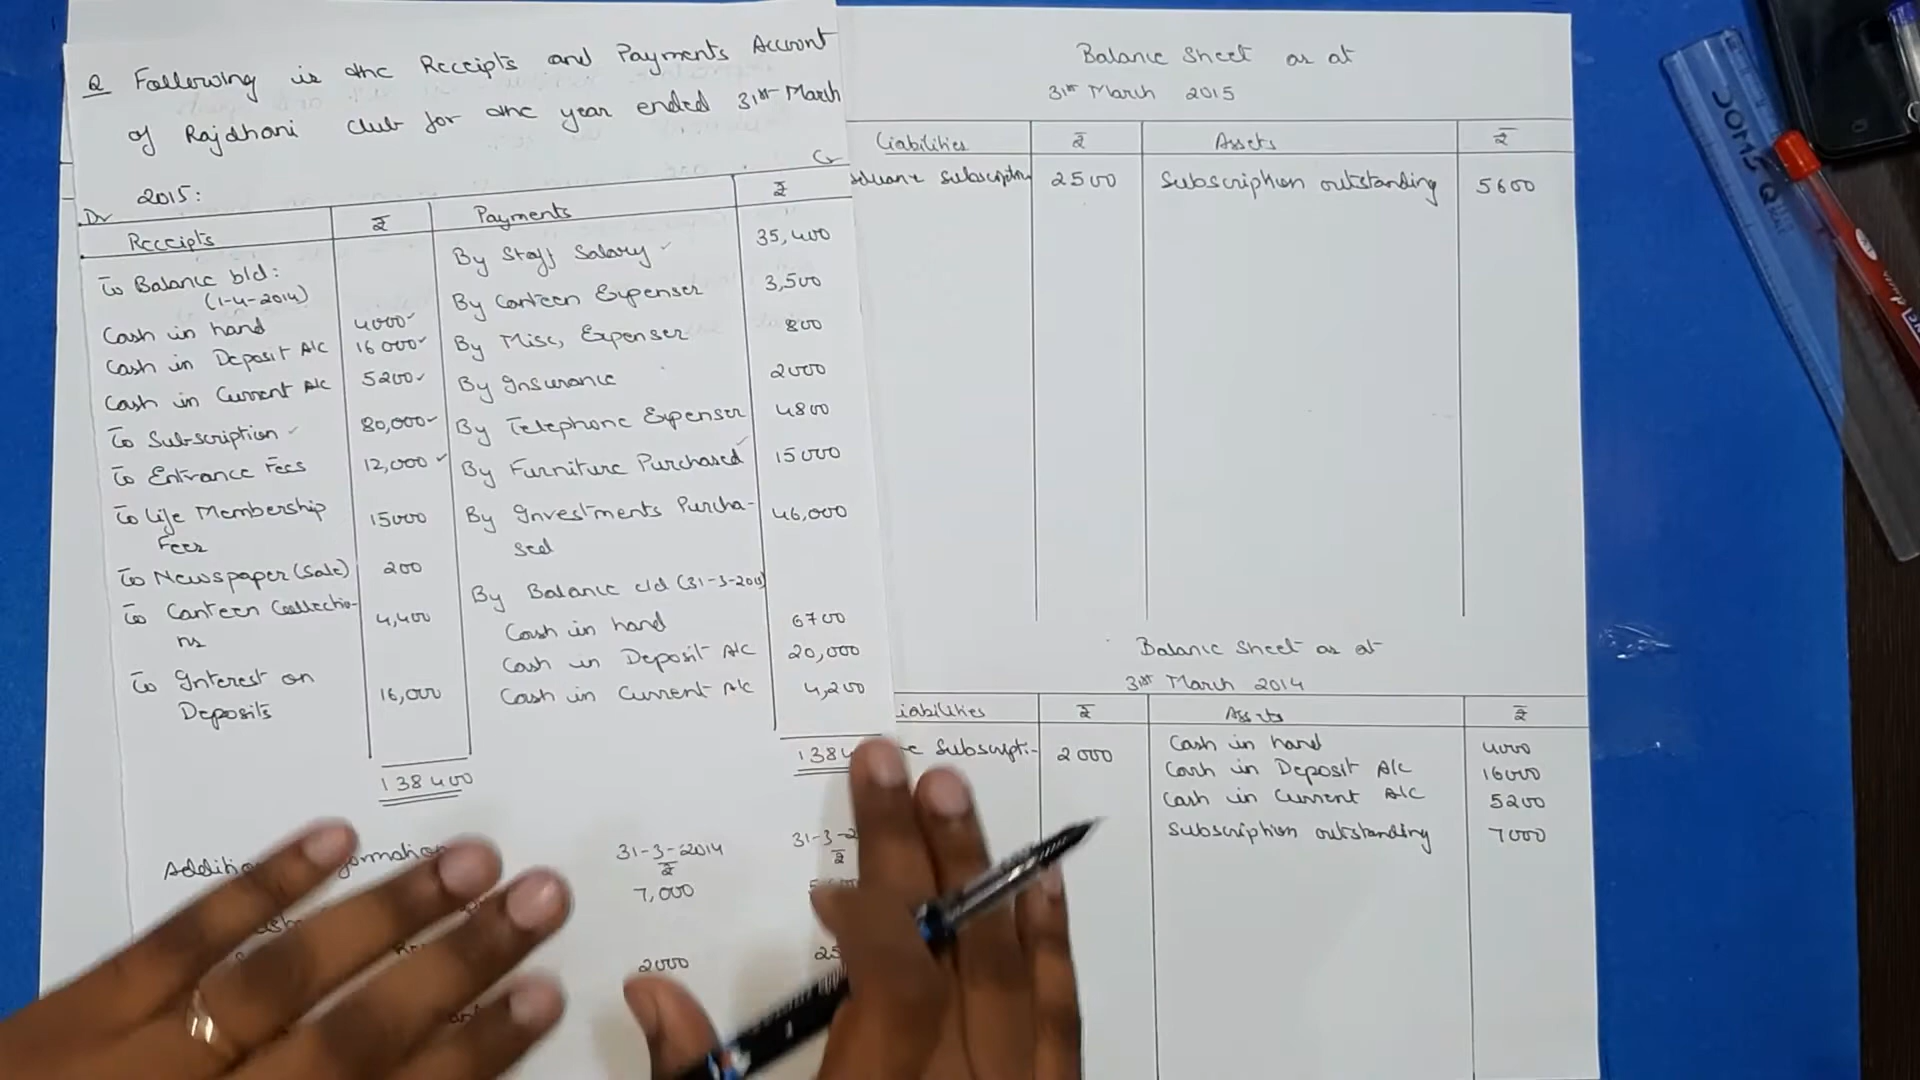 Q Following is the Receipts and Payments Account
of Rajdhani Club for the year ended 31st March
2015:
Dr
Cr
Receipts ₹ Payments ₹
To Balance b/d:
(1-4-2014)
Cash in hand 4000
Cash in Deposit A/c 16000
Cash in Current A/c 5200
To Subscription 80,000
To Entrance Fees 12,000
To Life Membership
Fees 15000
To Newspaper (Sale) 200
To Canteen Collectio-
ns 4,400
To Interest on
Deposits 16,000
138400
By Staff Salary 35,400
By Canteen Expenses 3,500
By Misc, Expenses 800
By Insurance 2000
By Telephone Expenses 4800
By Furniture Purchased 15000
By Investments Purcha-
sed 46,000
By Balance c/d
Cash in hand 6700
Cash in Deposit A/c 20,000
Cash in Current A/c 4,200
31-3-2014
₹ ₹
7,000
2000
Balance Sheet as at
31st March 2015
Liabilities ₹ Assets ₹
Subscription 2500 Subscription outstanding 5600
Balance Sheet as at
31st March 2014
₹ Assets ₹
2000 Cash in hand 4000
Cash in Deposit A/c 16000
Cash in Current A/c 5200
Subscription outstanding 7000
DOMS